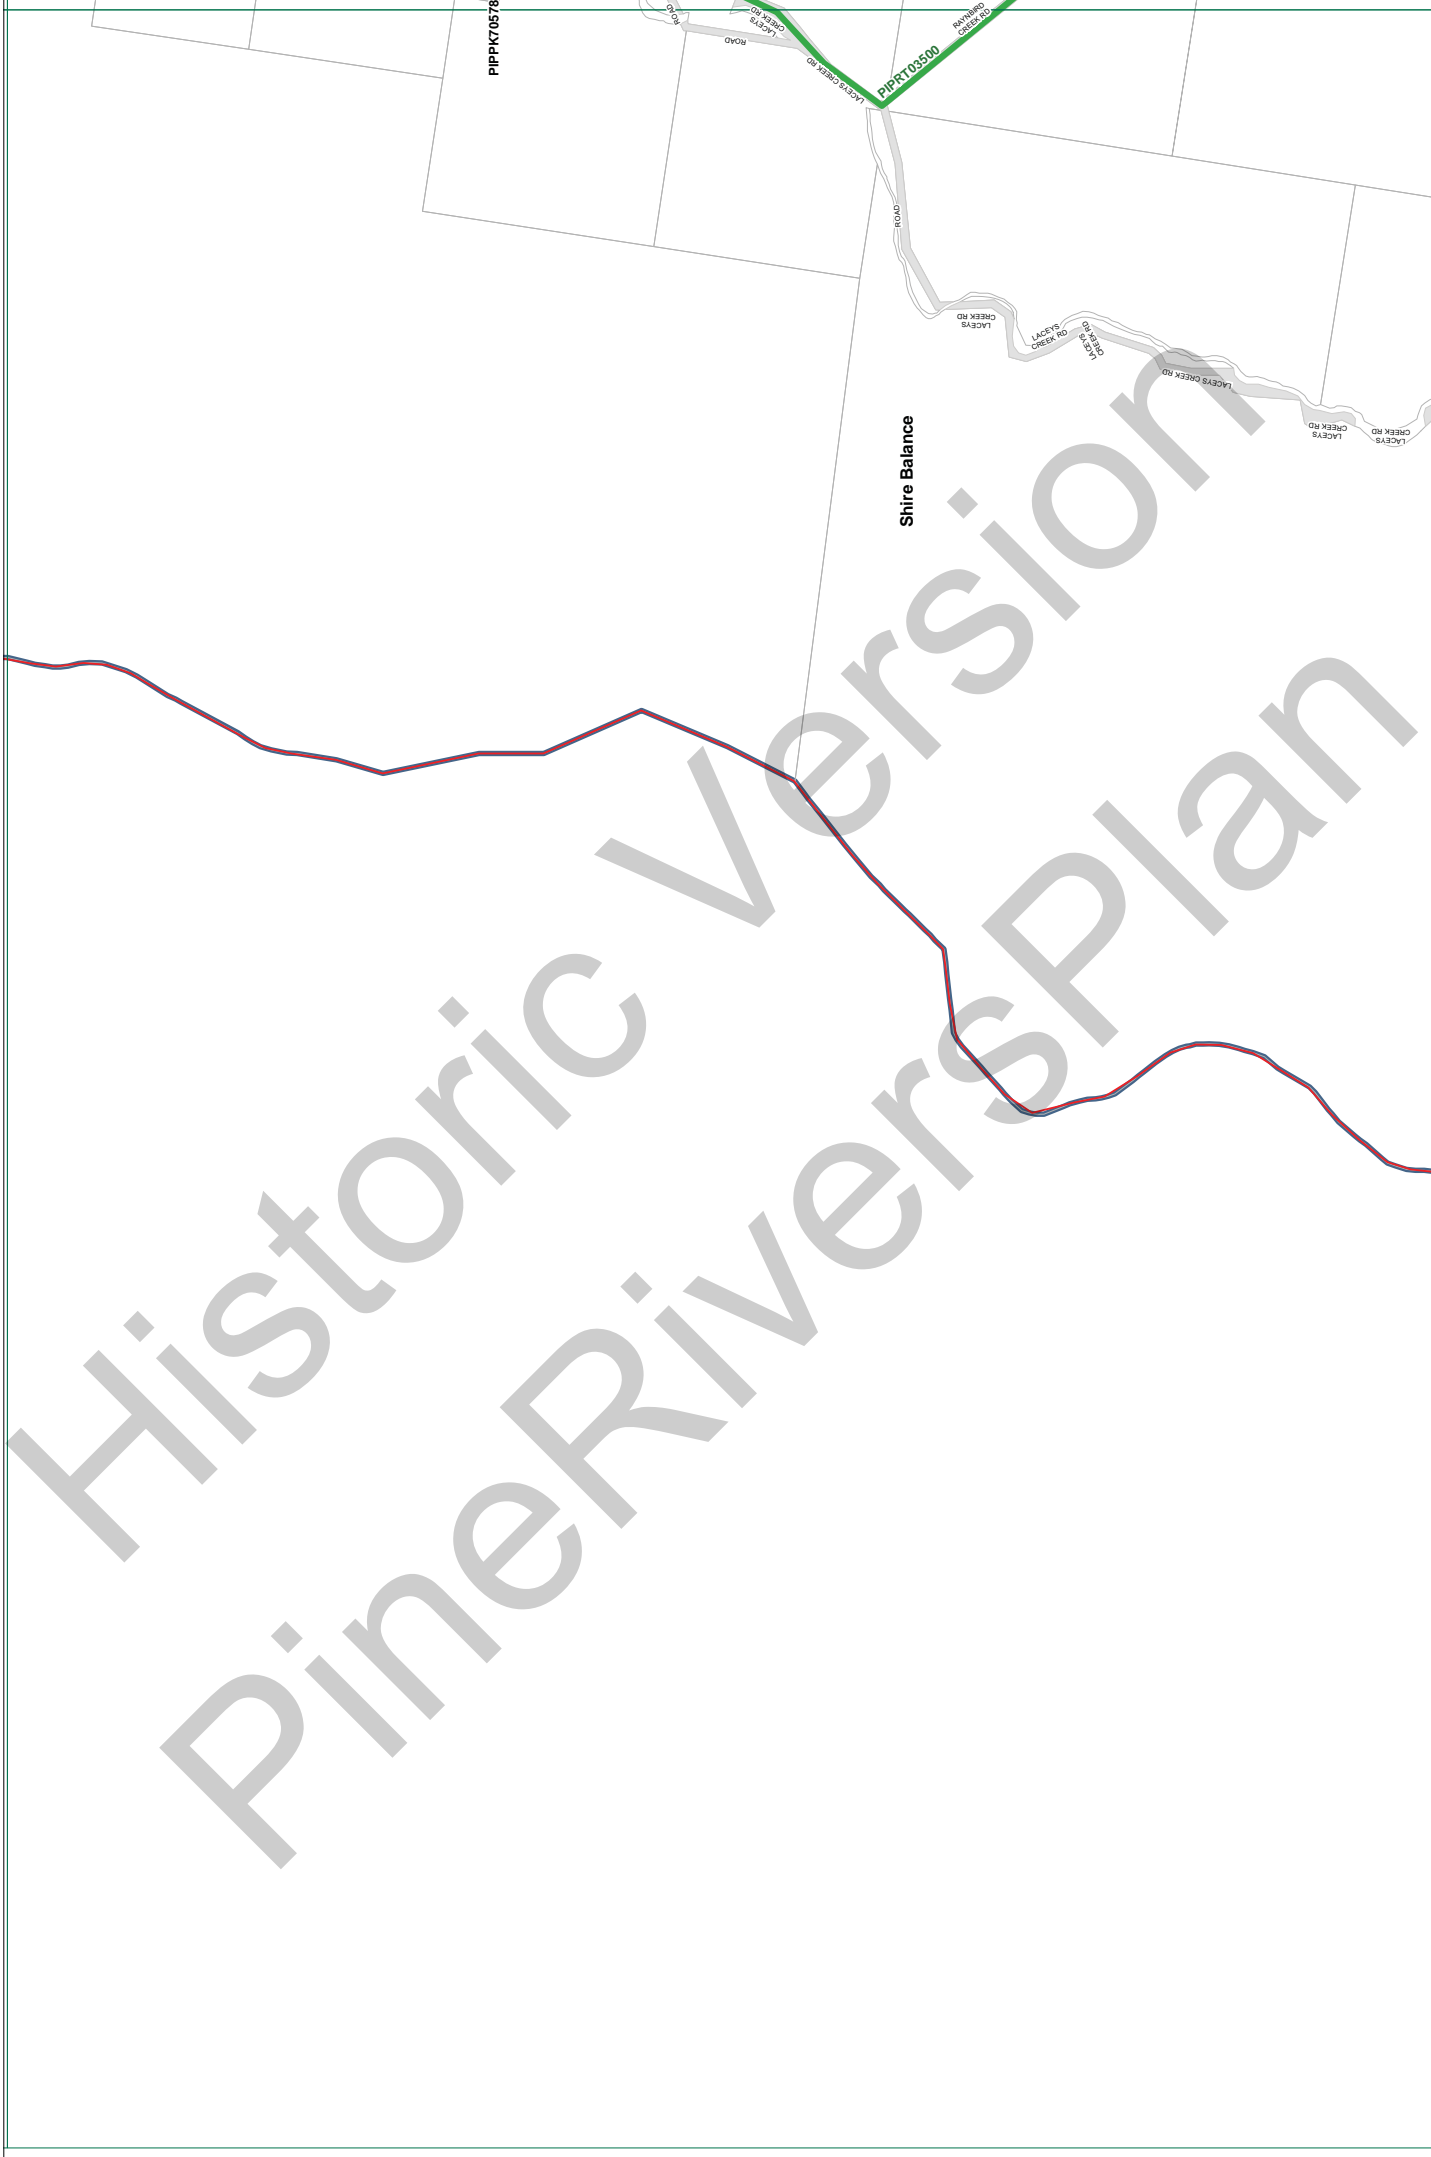 PIPPK70578
ROAD
ROAD
LACEYS
CREEK RD
LACEYS CREEK RD
PIPRT03500
RAYNBIRD
CREEK RD
ROAD
LACEYS
CREEK RD
LACEYS
CREEK RD
LACEYS
CREEK RD
LACEYS CREEK RD
LACEYS
CREEK RD
LACEYS
CREEK RD
Shire Balance
Historic Version
PineRiversPlan